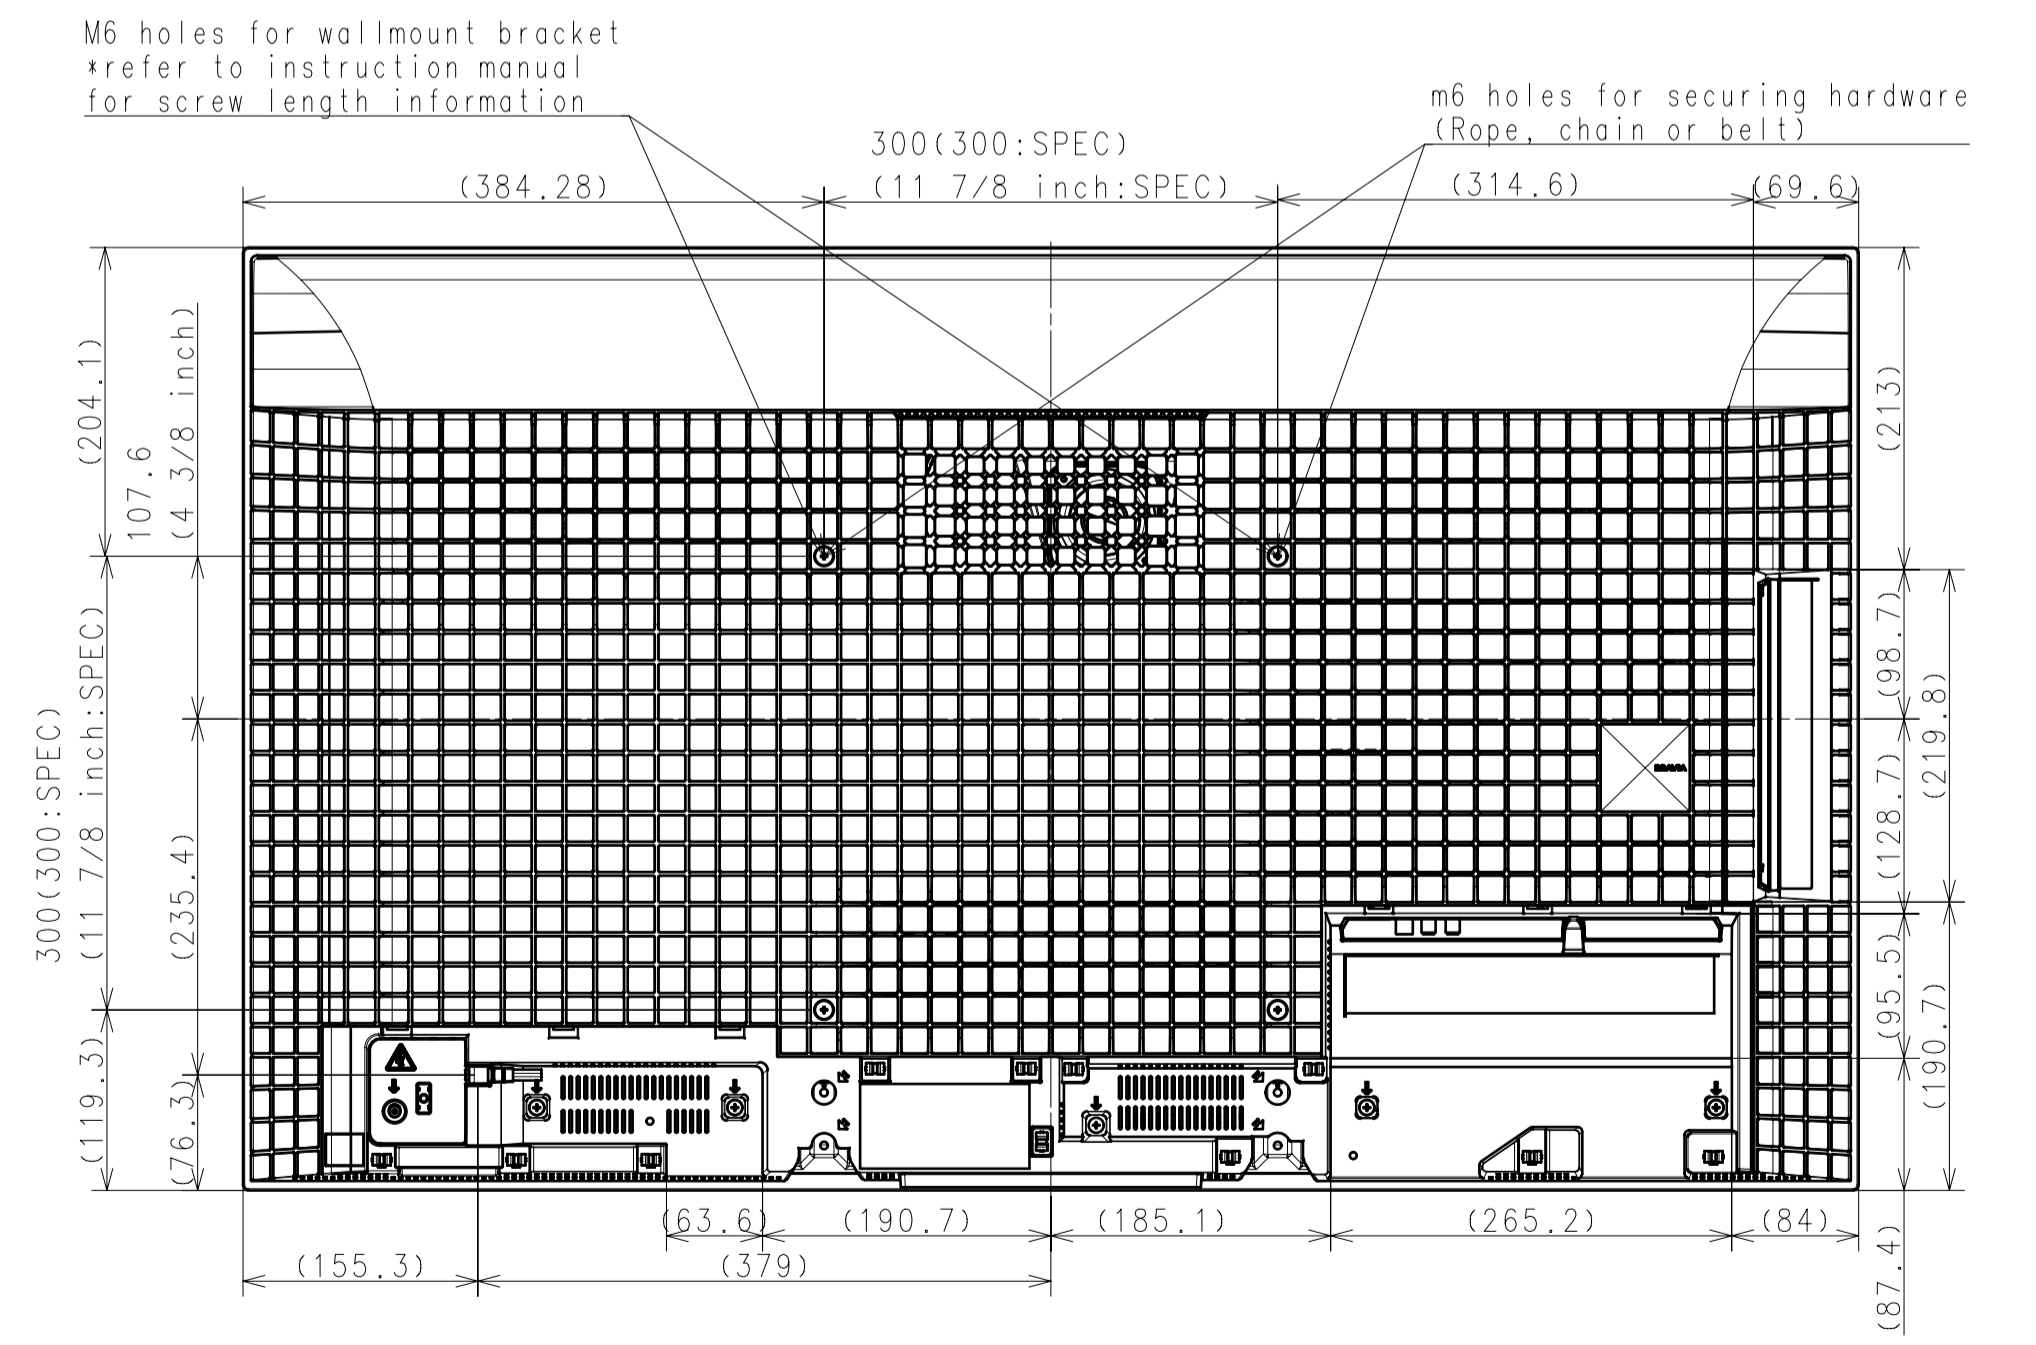 M6 holes for wallmount bracket
*refer to instruction manual
for screw length information
m6 holes for securing hardware
(Rope, chain or belt)
300(300:SPEC)
(384.28)
(11 7/8 inch:SPEC)
(314.6)
(69.6)
(204.1)
107.6
(4 3/8 inch)
(213)
300(300:SPEC)
(11 7/8 inch:SPEC)
(235.4)
(98.7)
(219.8)
(128.7)
BRAVIA
(95.5)
(190.7)
(119.3)
(76.3)
(63.6)
(190.7)
(185.1)
(265.2)
(84)
(155.3)
(379)
(87.4)